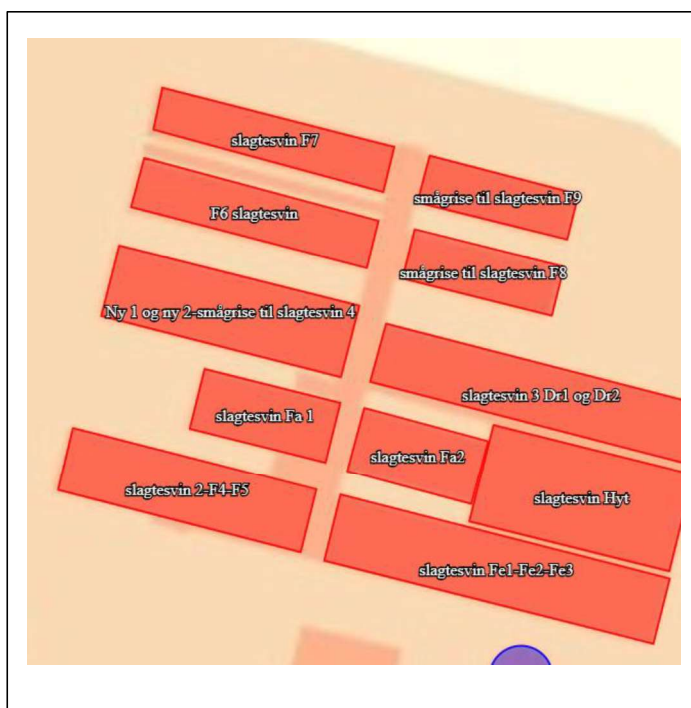 slagtesvin F7
smågrise til slagtesvin F9
F6 slagtesvin
smågrise til slagtesvin F8
Ny 1 og ny 2-smågrise til slagtesvin 4
slagtesvin 3 Dr1 og Dr2
slagtesvin Fa 1
slagtesvin Fa2
slagtesvin 2-F4-F5
slagtesvin Hyt
slagtesvin Fe1-Fe2-Fe3